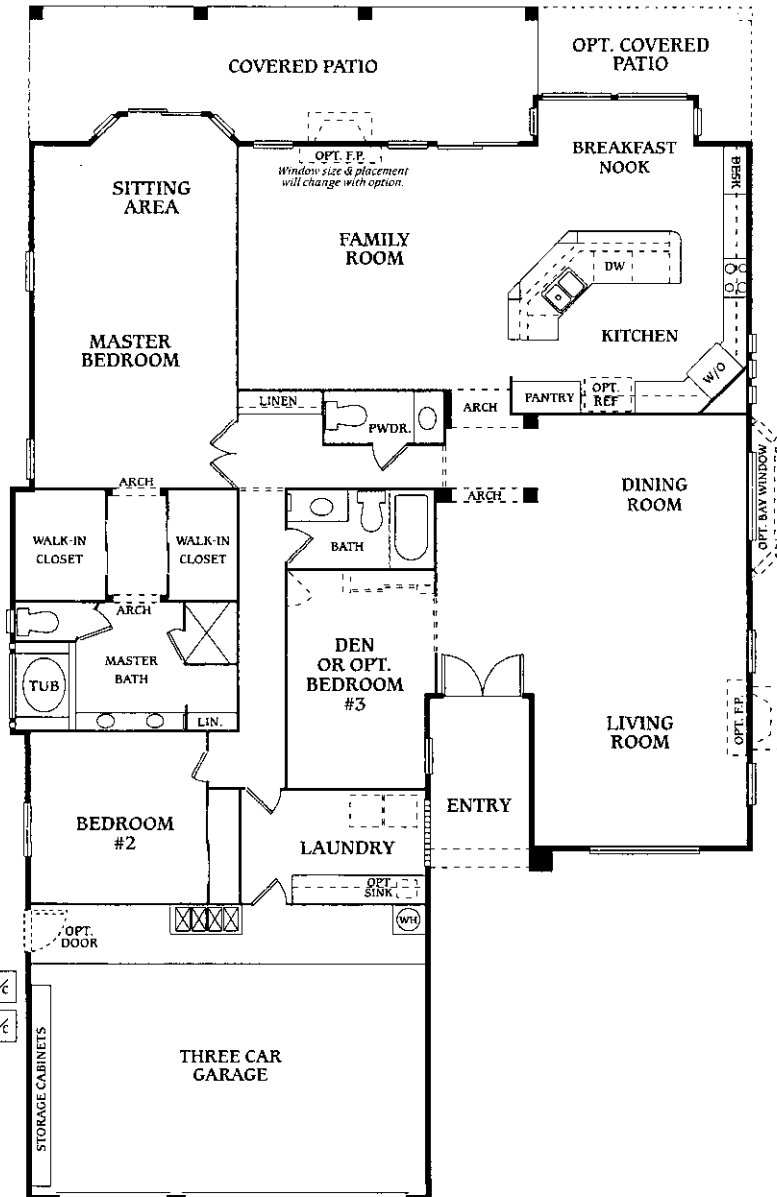 OPT. COVERED
PATIO
COVERED PATIO
OPT. F.P.
Window size & placement
will change with option.
BREAKFAST
NOOK
DESK
SITTING
AREA
FAMILY
ROOM
DW
MASTER
BEDROOM
KITCHEN
W/O
LINEN
PWDR.
ARCH
PANTRY
OPT.
REF
ARCH
ARCH
DINING
ROOM
OPT. BAY WINDOW
WALK-IN
CLOSET
WALK-IN
CLOSET
BATH
ARCH
MASTER
BATH
TUB
LIN.
DEN
OR OPT.
BEDROOM
#3
LIVING
ROOM
OPT. F.P.
BEDROOM
#2
LAUNDRY
ENTRY
OPT
SINK
WH
OPT.
DOOR
STORAGE CABINETS
THREE CAR
GARAGE